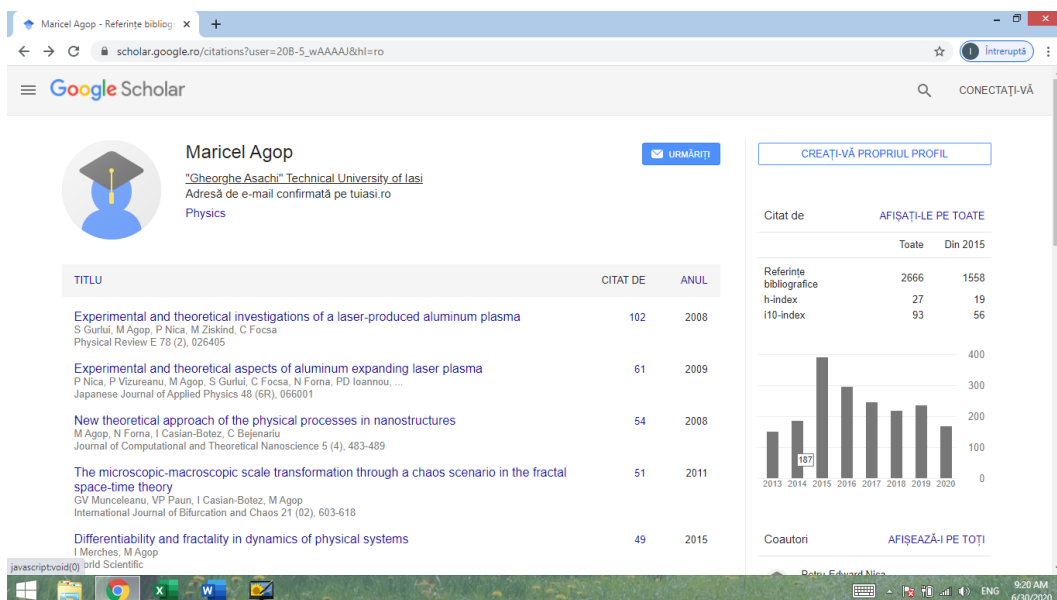 Maricel Agop - Referințe bibliogr
scholar.google.ro/citations?user=20B-5_wAAAAJ&hl=ro
I
Întreruptă
Google Scholar
CONECTAȚI-VĂ
Maricel Agop
URMĂRIȚI
"Gheorghe Asachi" Technical University of Iasi
Adresă de e-mail confirmată pe tuiasi.ro
Physics
CREAȚI-VĂ PROPRIUL PROFIL
Citat de
AFIȘAȚI-LE PE TOATE
Toate Din 2015
Referințe
bibliografice 2666 1558
h-index 27 19
i10-index 93 56
400
300
200
100
0
187
2013 2014 2015 2016 2017 2018 2019 2020
Coautori
AFIȘEAZĂ-I PE TOȚI
Petru-Edward Nica
TITLU CITAT DE ANUL
Experimental and theoretical investigations of a laser-produced aluminum plasma 102 2008
S Gurlui, M Agop, P Nica, M Ziskind, C Focsa
Physical Review E 78 (2), 026405
Experimental and theoretical aspects of aluminum expanding laser plasma 61 2009
P Nica, P Vizureanu, M Agop, S Gurlui, C Focsa, N Forna, PD Ioannou, ...
Japanese Journal of Applied Physics 48 (6R), 066001
New theoretical approach of the physical processes in nanostructures 54 2008
M Agop, N Forna, I Casian-Botez, C Bejenariu
Journal of Computational and Theoretical Nanoscience 5 (4), 483-489
The microscopic-macroscopic scale transformation through a chaos scenario in the fractal 51 2011
space-time theory
GV Munceleanu, VP Paun, I Casian-Botez, M Agop
International Journal of Bifurcation and Chaos 21 (02), 603-618
Differentiability and fractality in dynamics of physical systems 49 2015
I Merches, M Agop
orld Scientific
javascript:void(0)
ENG
9:20 AM
6/30/2020